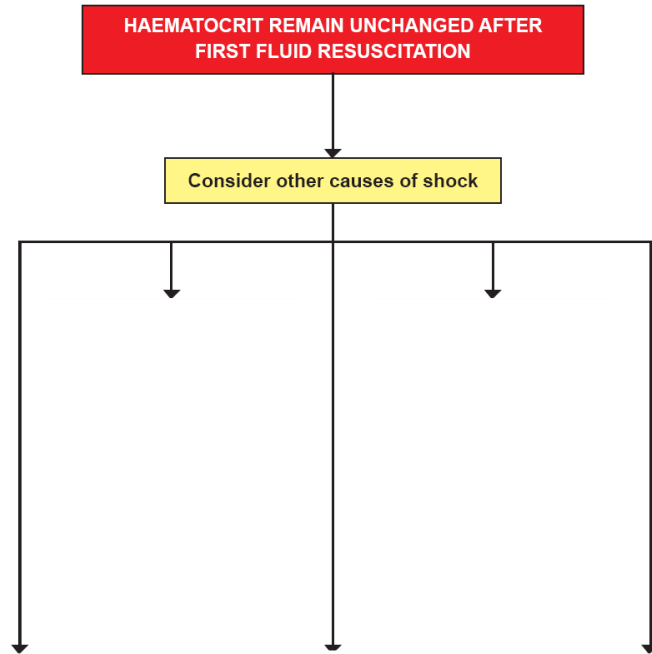 HAEMATOCRIT REMAIN UNCHANGED AFTER
FIRST FLUID RESUSCITATION
Consider other causes of shock